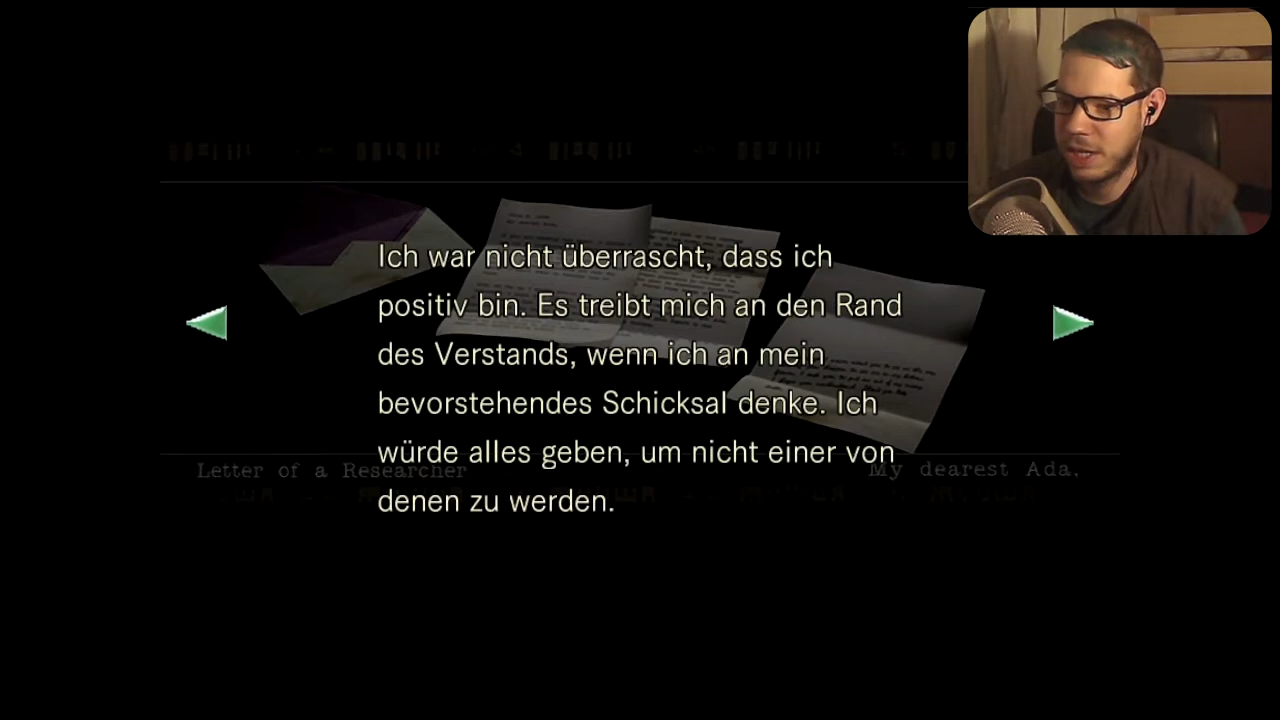 Ich war nicht überrascht, dass ich
positiv bin. Es treibt mich an den Rand
des Verstands, wenn ich an mein
bevorstehendes Schicksal denke. Ich
würde alles geben, um nicht einer von
denen zu werden.
Letter of a Researcher
My dearest Ada.